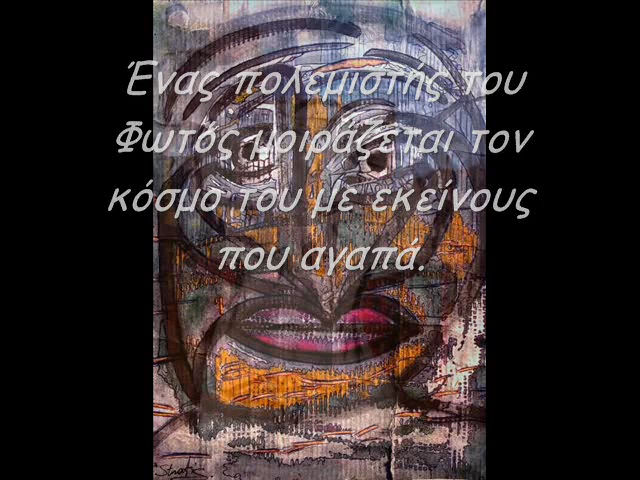 Ένας πολεμιστής του
Φωτός μοιράζεται τον
κόσμο του με εκείνους
που αγαπά.